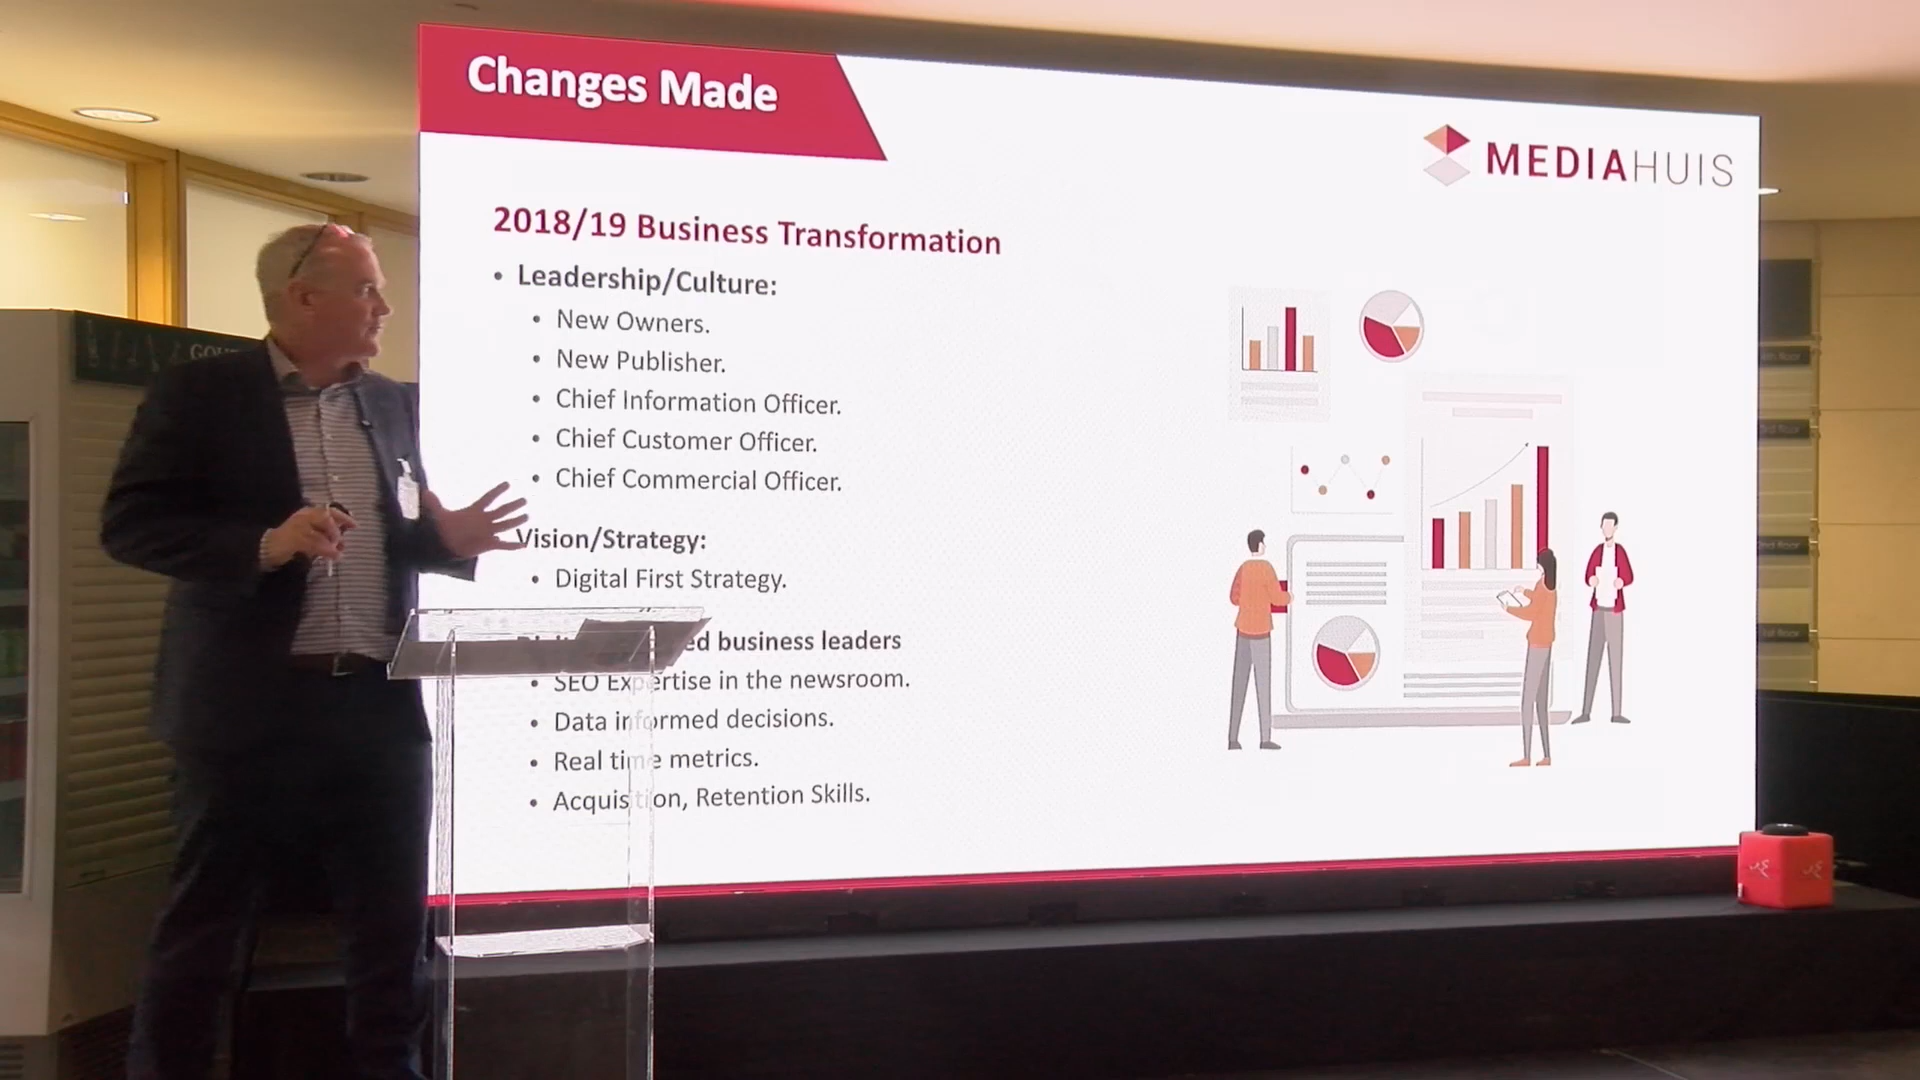 Changes Made
MEDIAHUIS
2018/19 Business Transformation
• Leadership/Culture:
• New Owners.
• New Publisher.
• Chief Information Officer.
• Chief Customer Officer.
• Chief Commercial Officer.
Vision/Strategy:
• Digital First Strategy.
business leaders
• SEO Expertise in the newsroom.
• Data informed decisions.
• Real time metrics.
• Acquisition, Retention Skills.